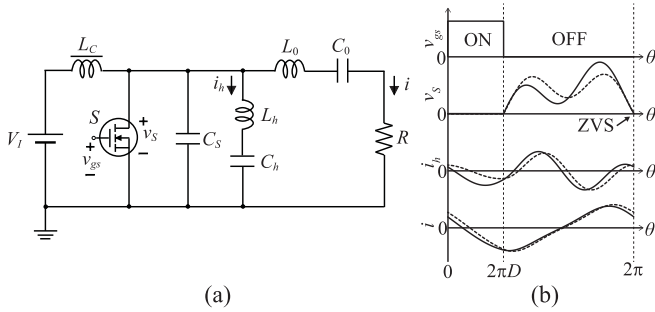 L_C
L_0
C_0
i_h
i
L_h
S
+
v_S
−
V_I
+
v_gs
−
C_S
C_h
R
(a)
v_gs
ON
OFF
0
θ
v_S
0
θ
ZVS
i_h
0
θ
i
0
θ
0
2πD
2π
(b)